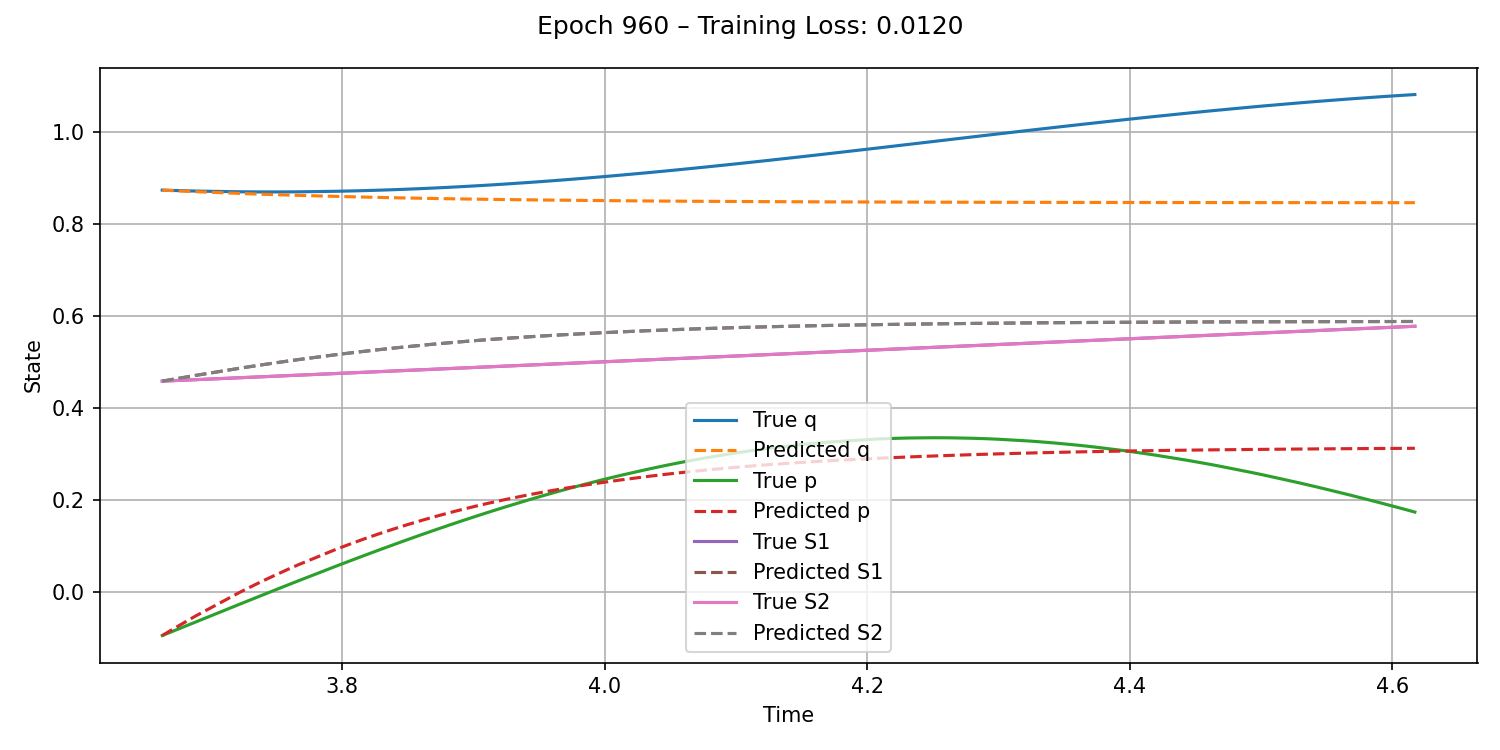 Epoch 960 – Training Loss: 0.0120
1.0
0.8
0.6
0.4
0.2
0.0
State
True q
Predicted q
True p
Predicted p
True S1
Predicted S1
True S2
Predicted S2
3.8 4.0 4.2 4.4 4.6
Time